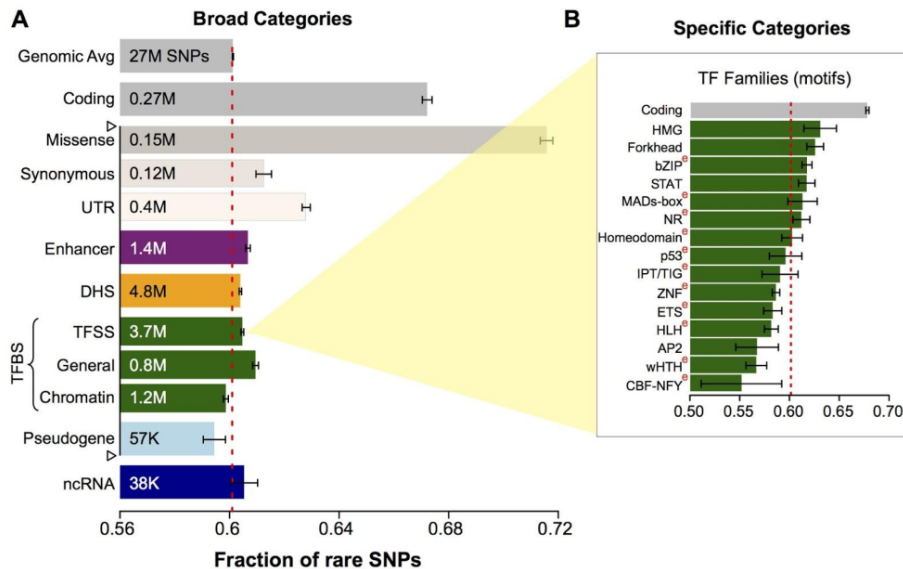 A
Broad Categories
Genomic Avg 27M SNPs
Coding 0.27M
Missense 0.15M
Synonymous 0.12M
UTR 0.4M
Enhancer 1.4M
DHS 4.8M
TFBS
TFSS 3.7M
General 0.8M
Chromatin 1.2M
Pseudogene 57K
ncRNA 38K
0.56 0.6 0.64 0.68 0.72
Fraction of rare SNPs
B
Specific Categories
TF Families (motifs)
Coding
HMG
Forkhead
bZIP e
STAT
MADs-box e
NR e
Homeodomain e
p53 e
IPT/TIG e
ZNF e
ETS e
HLH e
AP2
wHTH e
CBF-NFY e
0.50 0.55 0.60 0.65 0.70